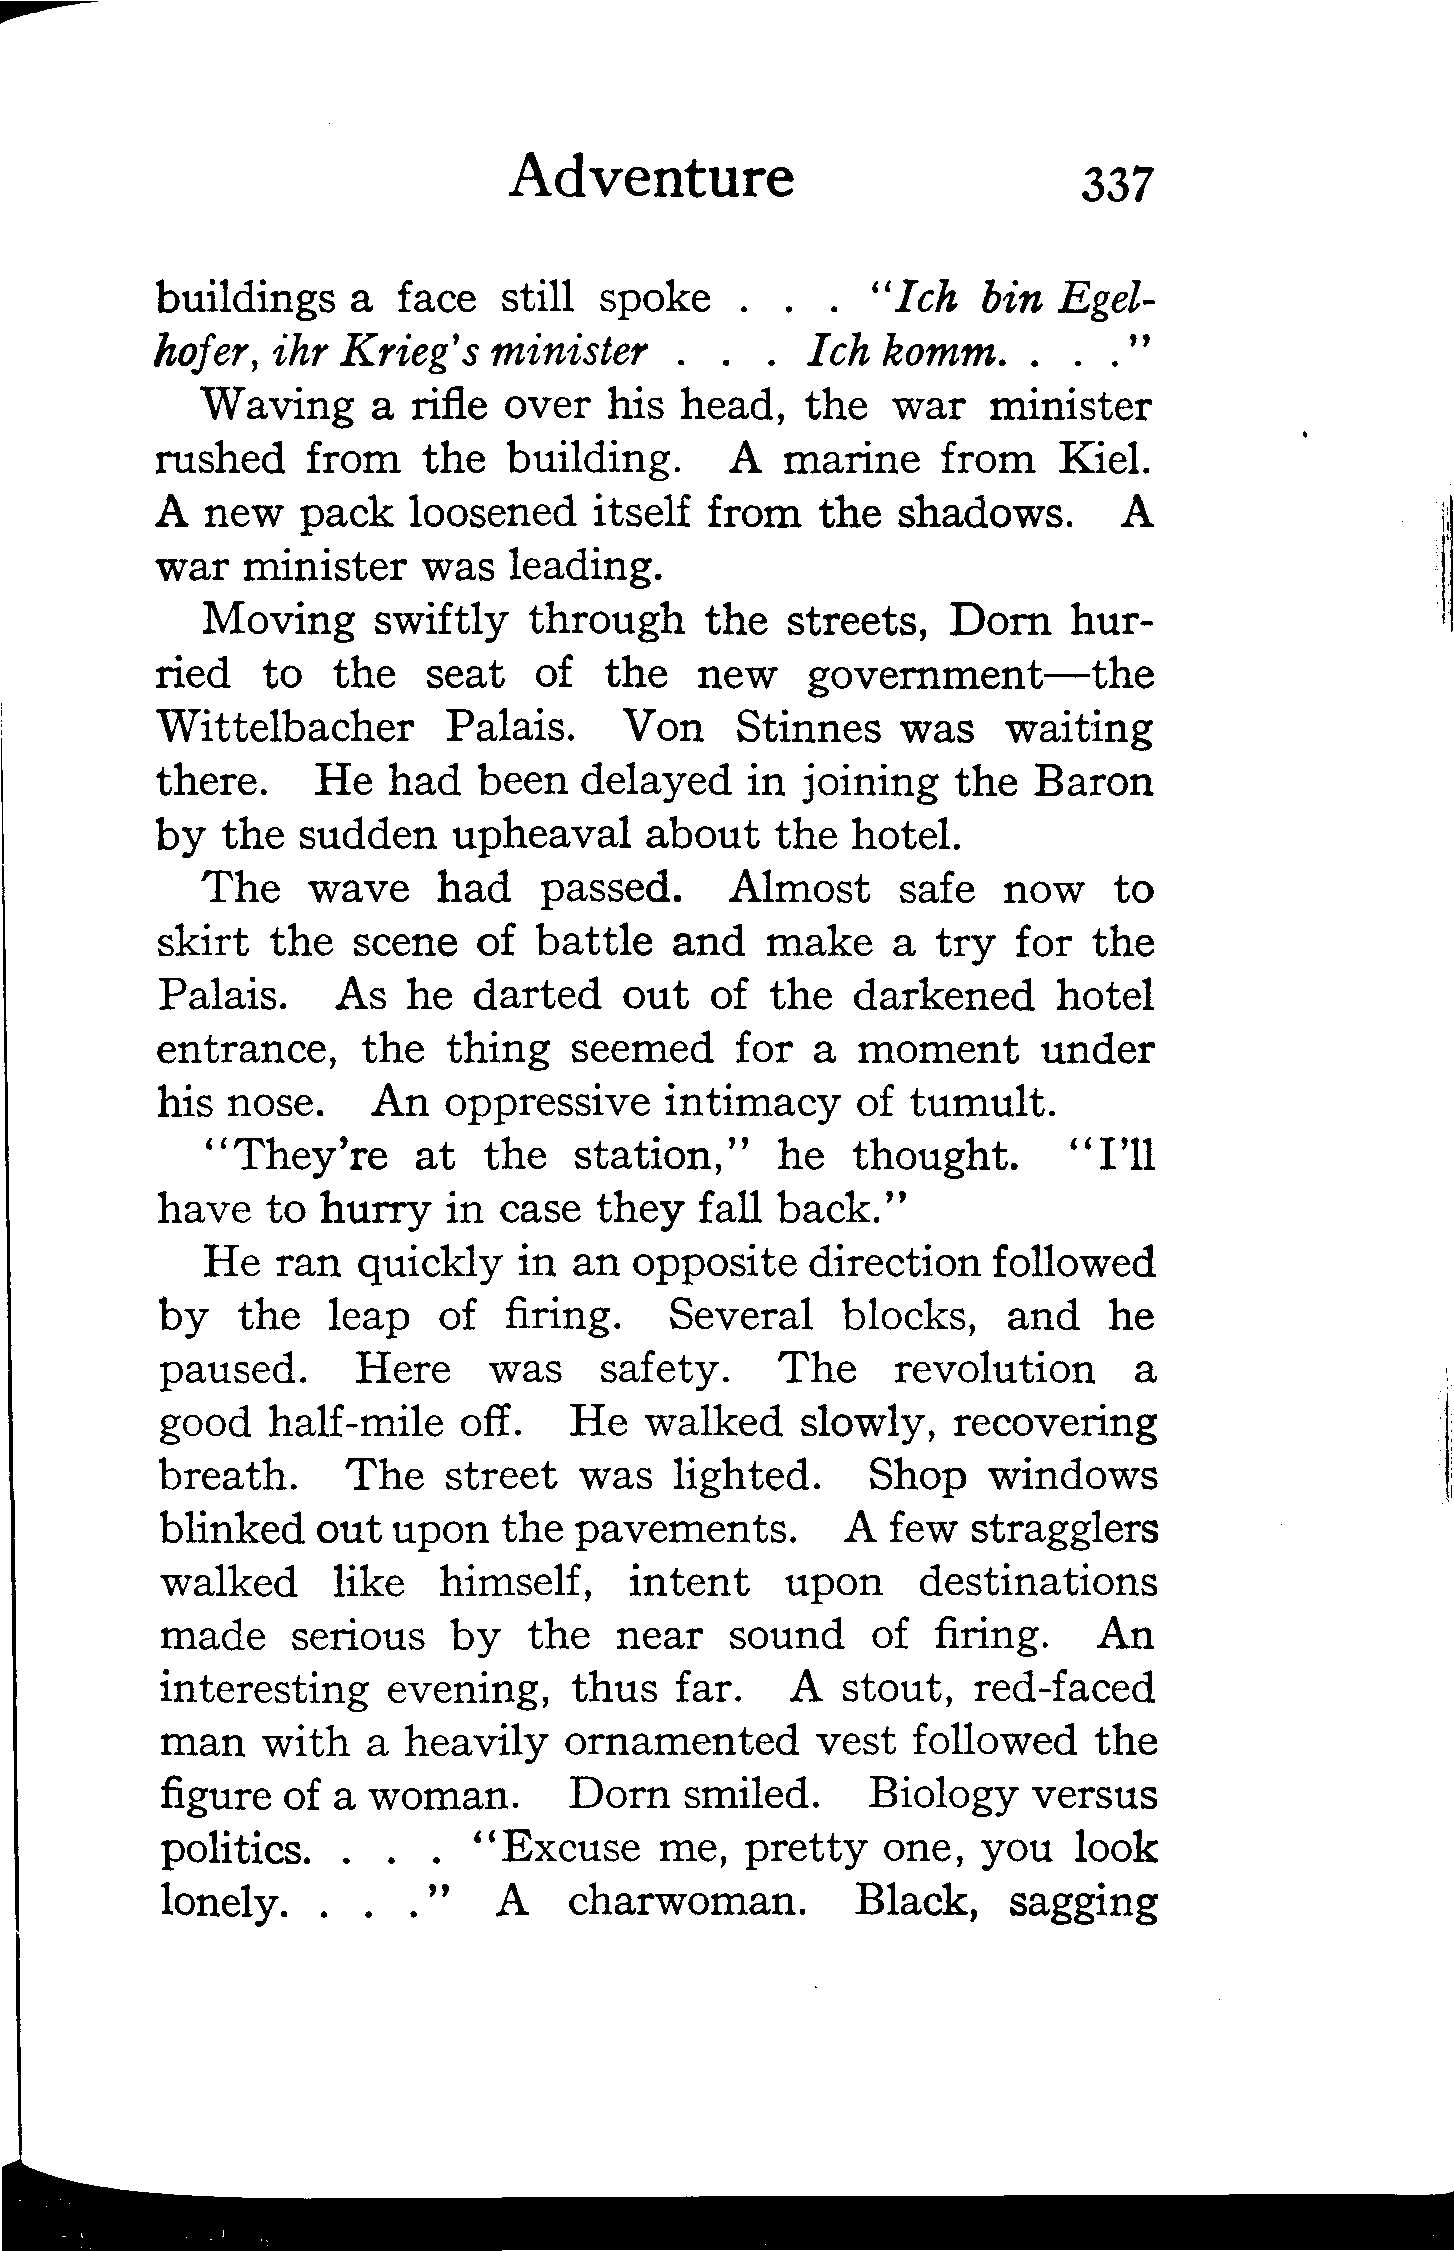 Adventure 337
buildings a face still spoke . . . "Ich bin Egel-
hofer, ihr Krieg's minister . . . Ich komm. . . ."
Waving a rifle over his head, the war minister
rushed from the building. A marine from Kiel.
A new pack loosened itself from the shadows. A
war minister was leading.
Moving swiftly through the streets, Dorn hur-
ried to the seat of the new government—the
Wittelbacher Palais. Von Stinnes was waiting
there. He had been delayed in joining the Baron
by the sudden upheaval about the hotel.
The wave had passed. Almost safe now to
skirt the scene of battle and make a try for the
Palais. As he darted out of the darkened hotel
entrance, the thing seemed for a moment under
his nose. An oppressive intimacy of tumult.
"They're at the station," he thought. "I'll
have to hurry in case they fall back."
He ran quickly in an opposite direction followed
by the leap of firing. Several blocks, and he
paused. Here was safety. The revolution a
good half-mile off. He walked slowly, recovering
breath. The street was lighted. Shop windows
blinked out upon the pavements. A few stragglers
walked like himself, intent upon destinations
made serious by the near sound of firing. An
interesting evening, thus far. A stout, red-faced
man with a heavily ornamented vest followed the
figure of a woman. Dorn smiled. Biology versus
politics. . . . "Excuse me, pretty one, you look
lonely. . . ." A charwoman. Black, sagging